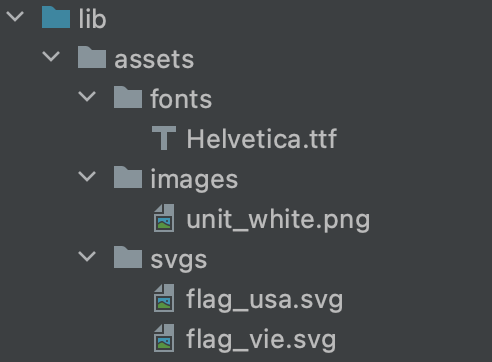 lib
assets
fonts
Helvetica.ttf
images
unit_white.png
svgs
flag_usa.svg
flag_vie.svg